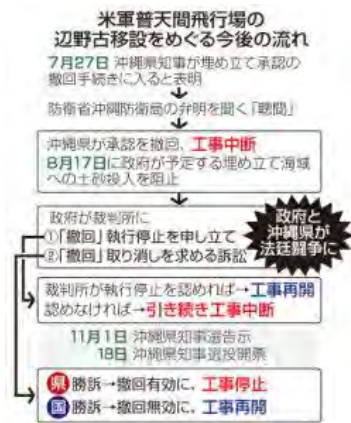 米軍普天間飛行場の
辺野古移設をめぐる今後の流れ
7月27日 沖縄県知事が埋め立て承認の
撤回手続きに入ると表明
防衛省沖縄防衛局の弁明を聞く「聴聞」
沖縄県が承認を撤回、工事中断
8月17日に政府が予定する埋め立て海域
への土砂投入を阻止
政府が裁判所に
①「撤回」執行停止を申し立て
②「撤回」取り消しを求める訴訟
政府と
沖縄県が
法廷闘争に
裁判所が執行停止を認めれば→工事再開
認めなければ→引き続き工事中断
11月1日 沖縄県知事選告示
18日 沖縄県知事選投開票
県 勝訴→撤回有効に、工事停止
国 勝訴→撤回無効に、工事再開